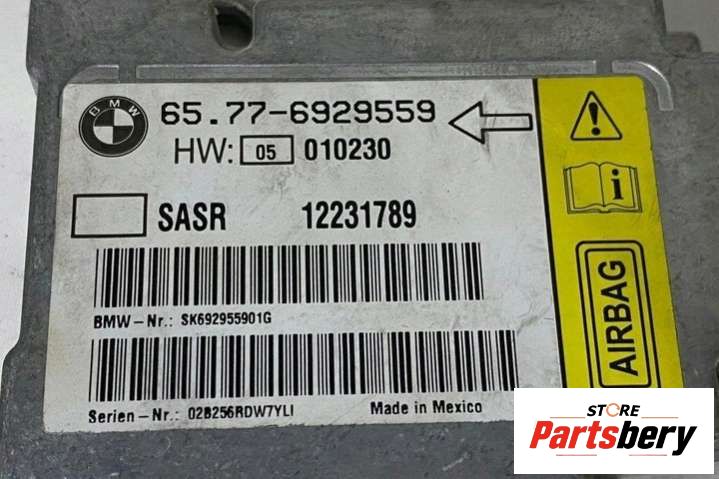 BMW 65.77-6929559
HW: 05 010230
SASR 12231789
BMW-Nr.: SK692955901G
Serien-Nr.: 02B256RDW7YLI Made in Mexico
i
AIRBAG
STORE
Partsbery